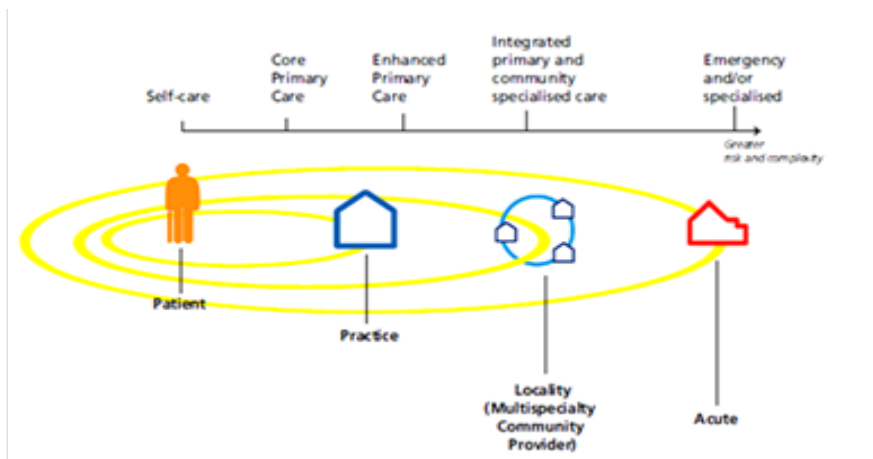 Self-care
Core
Primary
Care
Enhanced
Primary
Care
Integrated
primary and
community
specialised care
Emergency
and/or
specialised
Greater
risk and complexity
Patient
Practice
Locality
(Multispecialty
Community
Provider)
Acute